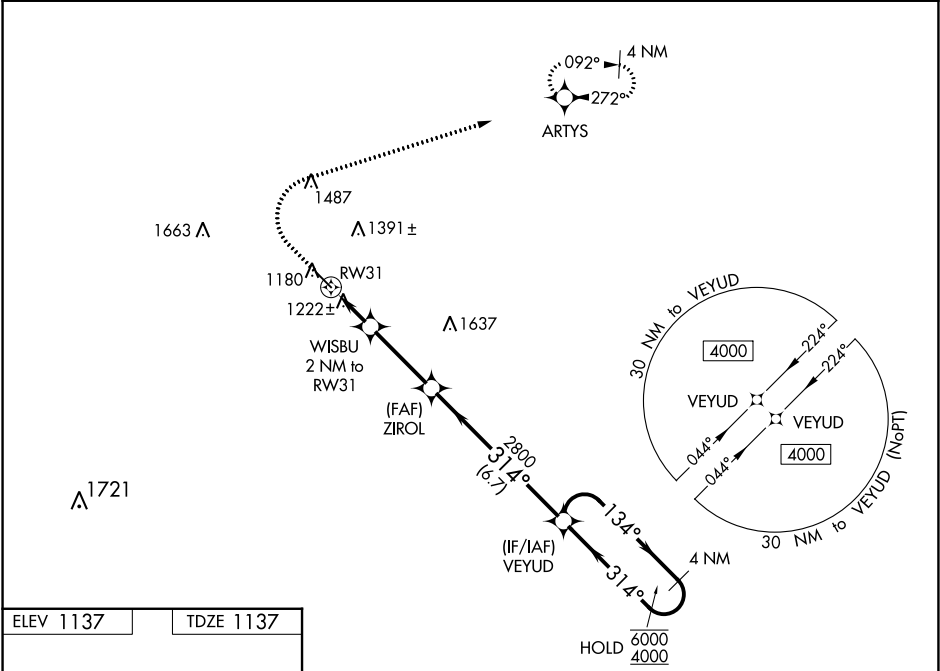 4 NM
092°
272°
ARTYS
1487
1663
1391 ±
1180
RW31
1222±
1637
WISBU
2 NM to
RW31
(FAF)
ZIROL
2800
314°
(6.7)
1721
(IF/IAF)
VEYUD
134°
314°
4 NM
HOLD
6000
4000
30 NM to VEYUD
4000
224°
224°
VEYUD
VEYUD
044°
044°
4000
30 NM to VEYUD (NoPT)
ELEV 1137
TDZE 1137